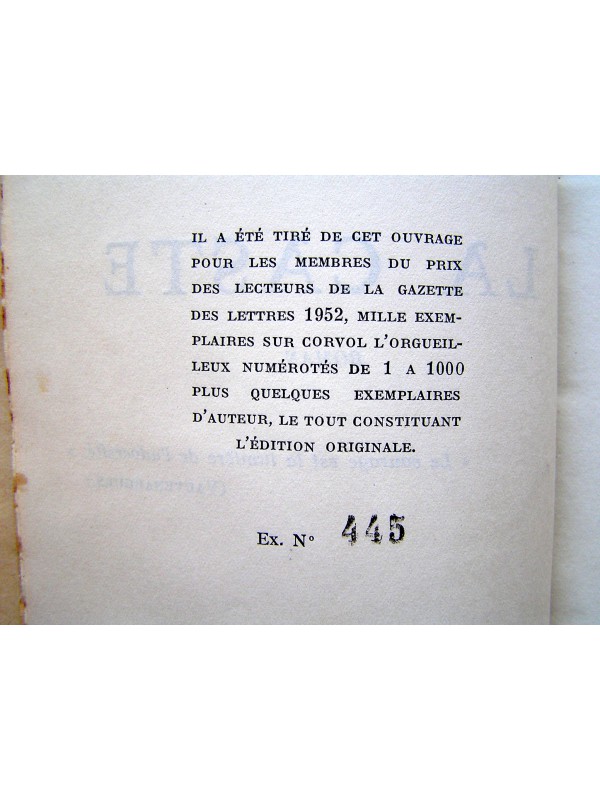 IL A ÉTÉ TIRÉ DE CET OUVRAGE
POUR LES MEMBRES DU PRIX
DES LECTEURS DE LA GAZETTE
DES LETTRES 1952, MILLE EXEM-
PLAIRES SUR CORVOL L'ORGUEIL-
LEUX NUMÉROTÉS DE 1 A 1000
PLUS QUELQUES EXEMPLAIRES
D'AUTEUR, LE TOUT CONSTITUANT
L'ÉDITION ORIGINALE.
Ex. N° 445